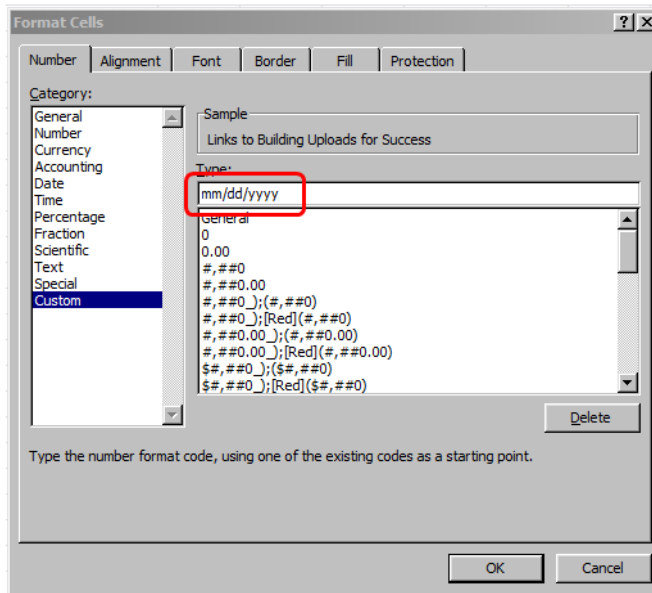 Format Cells
Number Alignment Font Border Fill Protection
Category:
General
Number
Currency
Accounting
Date
Time
Percentage
Fraction
Scientific
Text
Special
Custom
Sample
Links to Building Uploads for Success
Type:
mm/dd/yyyy
General
0
0.00
#,##0
#,##0.00
#,##0_);(#,##0)
#,##0_);[Red](#,##0)
#,##0.00_);(#,##0.00)
#,##0.00_);[Red](#,##0.00)
$#,##0_);($#,##0)
$#,##0_);[Red]($#,##0)
Delete
Type the number format code, using one of the existing codes as a starting point.
OK Cancel